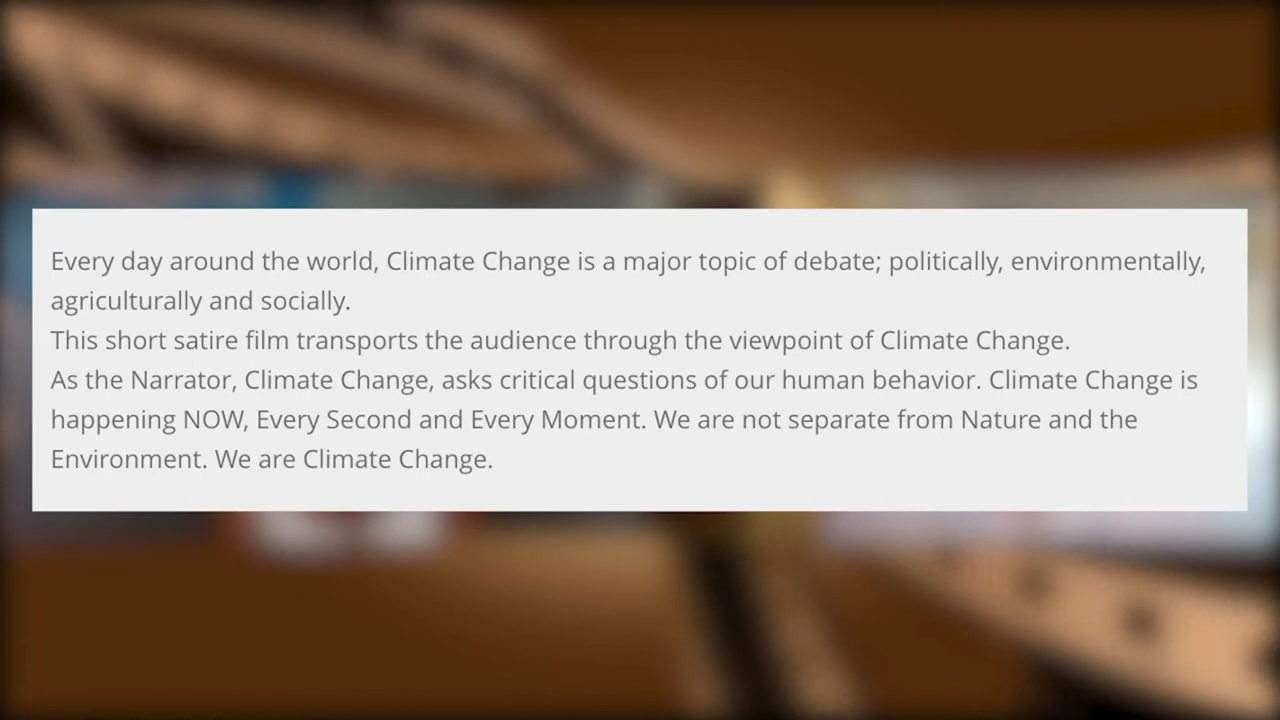 Every day around the world, Climate Change is a major topic of debate; politically, environmentally,
agriculturally and socially.
This short satire film transports the audience through the viewpoint of Climate Change.
As the Narrator, Climate Change, asks critical questions of our human behavior. Climate Change is
happening NOW, Every Second and Every Moment. We are not separate from Nature and the
Environment. We are Climate Change.